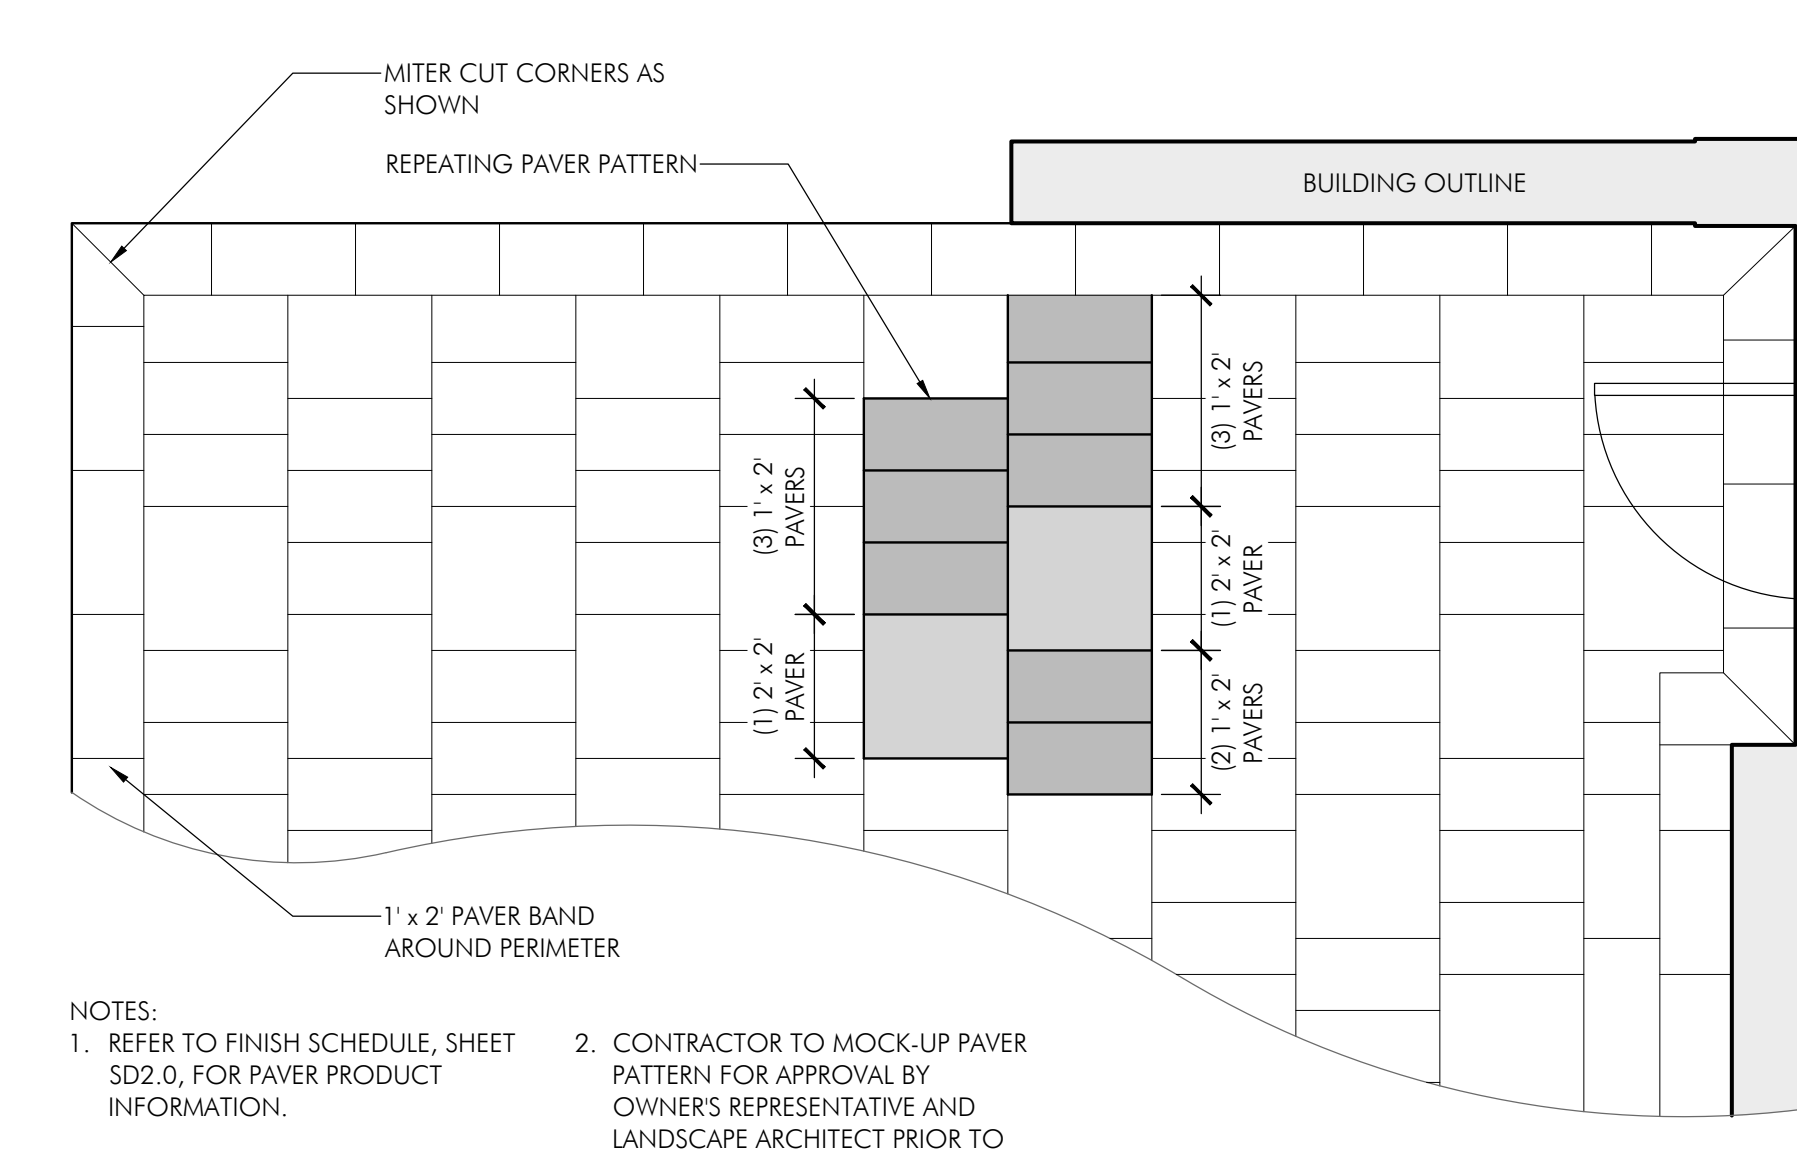 MITER CUT CORNERS AS
SHOWN
REPEATING PAVER PATTERN
BUILDING OUTLINE
(3) 1' x 2'
PAVERS
(1) 2' x 2'
PAVER
(3) 1' x 2'
PAVERS
(1) 2' x 2'
PAVER
(2) 1' x 2'
PAVERS
1' x 2' PAVER BAND
AROUND PERIMETER
NOTES:
1. REFER TO FINISH SCHEDULE, SHEET
SD2.0, FOR PAVER PRODUCT
INFORMATION.
2. CONTRACTOR TO MOCK-UP PAVER
PATTERN FOR APPROVAL BY
OWNER'S REPRESENTATIVE AND
LANDSCAPE ARCHITECT PRIOR TO